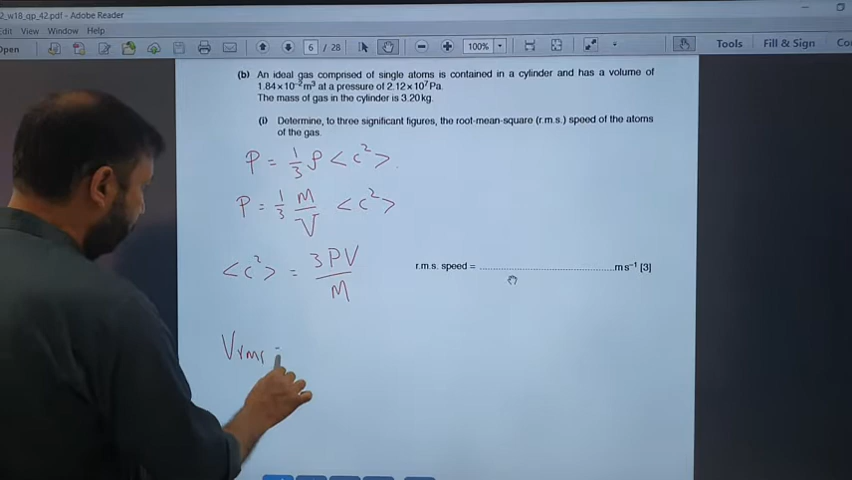 2_w18_qp_42.pdf - Adobe Reader
Edit View Window Help
Open 6 / 28 100% Tools Fill & Sign
(b) An ideal gas comprised of single atoms is contained in a cylinder and has a volume of
1.84×10⁻² m³ at a pressure of 2.12×10⁷ Pa.
The mass of gas in the cylinder is 3.20 kg.
(i) Determine, to three significant figures, the root-mean-square (r.m.s.) speed of the atoms
of the gas.
P = 1/3 ρ <c²>
P = 1/3 M/V <c²>
<c²> = 3PV/M
r.m.s. speed = ........................................ m s⁻¹ [3]
Vrms =